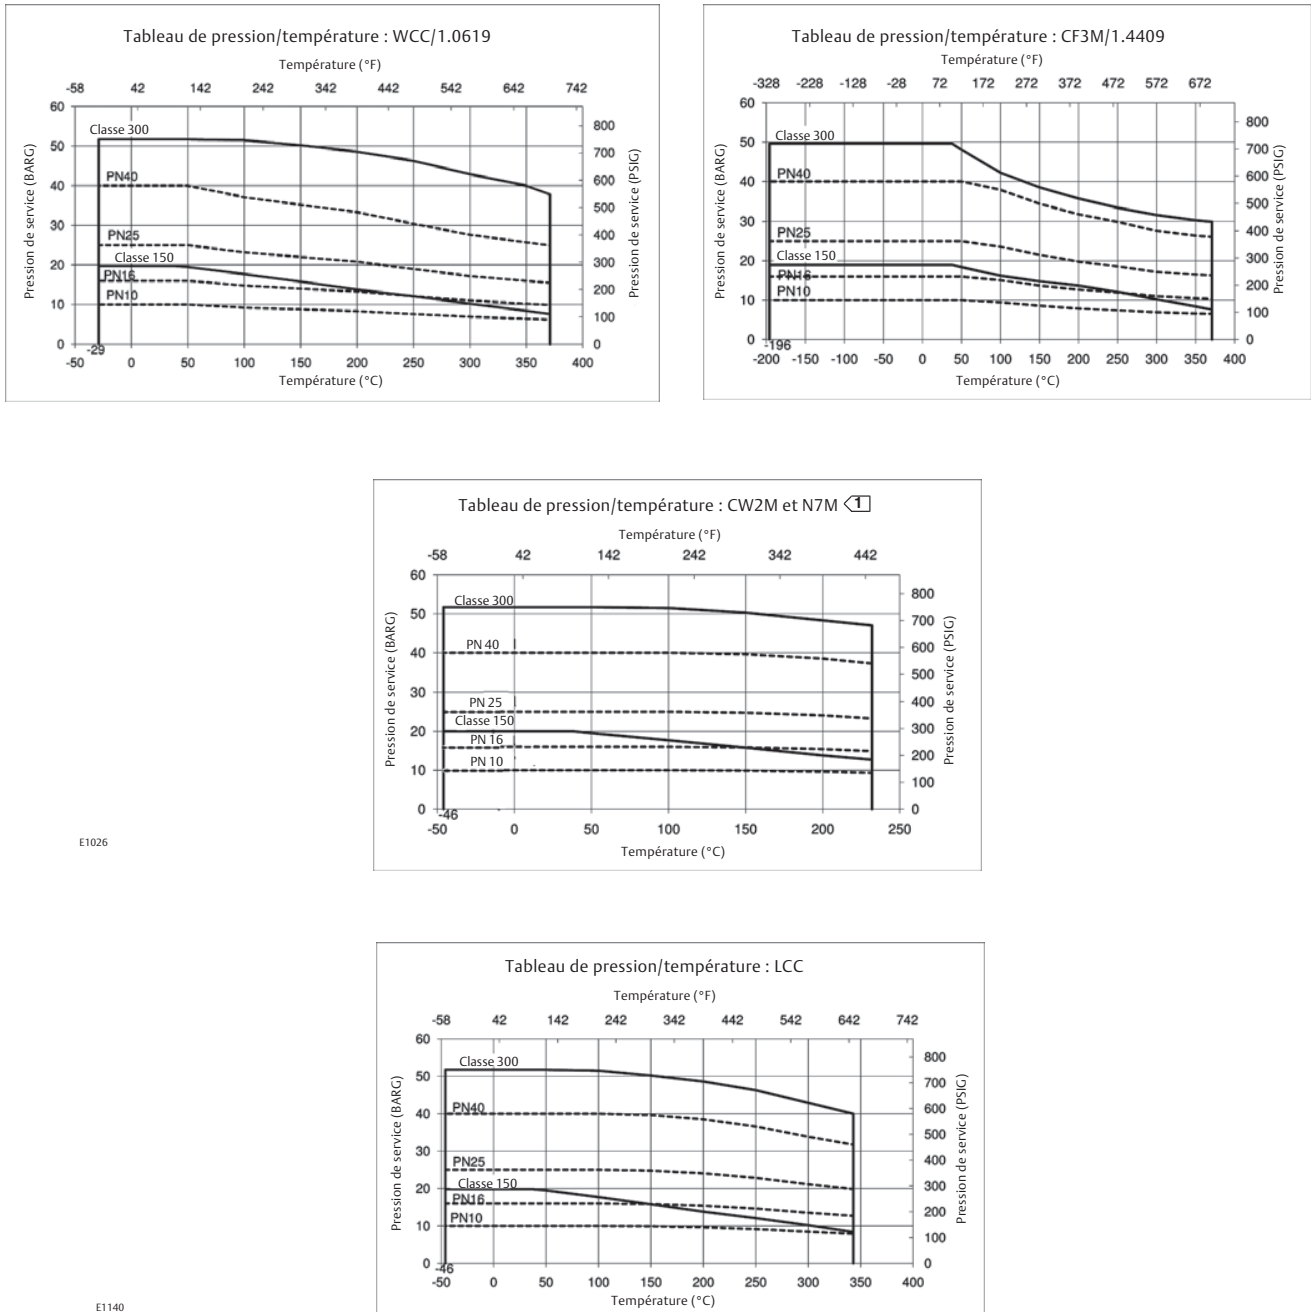 Tableau de pression/température : WCC/1.0619
Température (°F)
-58 42 142 242 342 442 542 642 742
Pression de service (BARG)
60
50
40
30
20
10
0
Classe 300
PN40
PN25
Classe 150
PN16
PN10
-29
800
700
600
500
400
300
200
100
0
Pression de service (PSIG)
-50 0 50 100 150 200 250 300 350 400
Température (°C)
Tableau de pression/température : CF3M/1.4409
Température (°F)
-328 -228 -128 -28 72 172 272 372 472 572 672
Pression de service (BARG)
60
50
40
30
20
10
0
Classe 300
PN40
PN25
Classe 150
PN16
PN10
-196
800
700
600
500
400
300
200
100
0
Pression de service (PSIG)
-200 -150 -100 -50 0 50 100 150 200 250 300 350 400
Température (°C)
Tableau de pression/température : CW2M et N7M 1
Température (°F)
-58 42 142 242 342 442
Pression de service (BARG)
60
50
40
30
20
10
0
Classe 300
PN 40
PN 25
Classe 150
PN 16
PN 10
-46
800
700
600
500
400
300
200
100
0
Pression de service (PSIG)
-50 0 50 100 150 200 250
Température (°C)
E1026
Tableau de pression/température : LCC
Température (°F)
-58 42 142 242 342 442 542 642 742
Pression de service (BARG)
60
50
40
30
20
10
0
Classe 300
PN40
PN25
Classe 150
PN16
PN10
-46
800
700
600
500
400
300
200
100
0
Pression de service (PSIG)
-50 0 50 100 150 200 250 300 350 400
Température (°C)
E1140